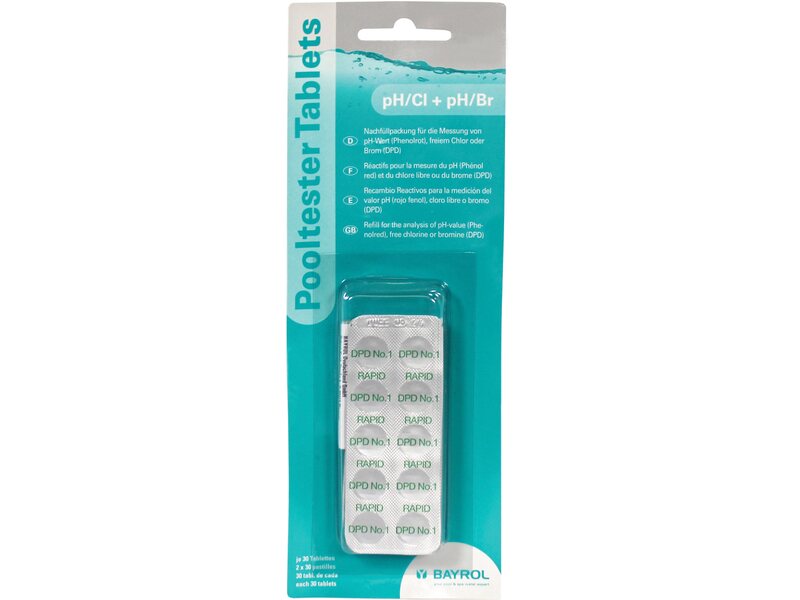 Pooltester Tablets
pH/Cl + pH/Br
D
Nachfüllpackung für die Messung von
pH-Wert (Phenolrot), freiem Chlor oder
Brom (DPD)
F
Réactifs pour la mesure du pH (Phénol
red) et du chlore libre ou du brome (DPD)
E
Recambio Reactivos para la medición del
valor pH (rojo fenol), cloro libre o bromo
(DPD)
GB
Refill for the analysis of pH-value (Phe-
nolred), free chlorine or bromine (DPD)
BAYROL Deutschland GmbH
DPD No.1 DPD No.1
RAPID RAPID
DPD No.1 DPD No.1
RAPID RAPID
DPD No.1 DPD No.1
RAPID RAPID
DPD No.1 DPD No.1
RAPID RAPID
DPD No.1 DPD No.1
je 30 Tabletten
2 x 30 pastilles
30 tabl. de cada
each 30 tablets
BAYROL